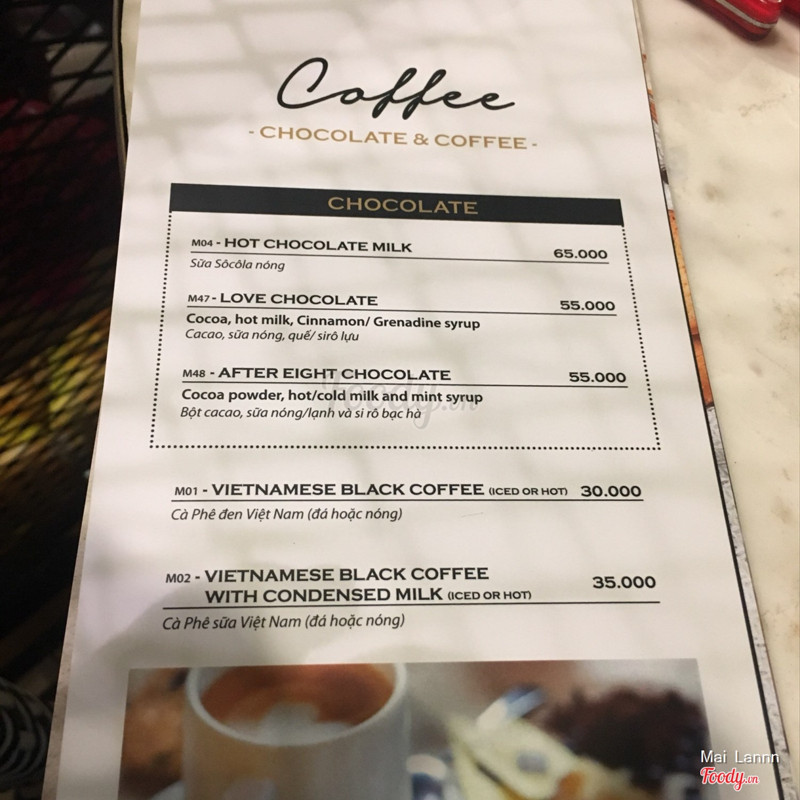 Coffee
- CHOCOLATE & COFFEE -
CHOCOLATE
M04 - HOT CHOCOLATE MILK 65.000
Sữa Sôcôla nóng
M47 - LOVE CHOCOLATE 55.000
Cocoa, hot milk, Cinnamon/ Grenadine syrup
Cacao, sữa nóng, quế/ sirô lựu
M48 - AFTER EIGHT CHOCOLATE 55.000
Cocoa powder, hot/cold milk and mint syrup
Bột cacao, sữa nóng/lạnh và si rô bạc hà
Foody.vn
M01 - VIETNAMESE BLACK COFFEE (ICED OR HOT) 30.000
Cà Phê đen Việt Nam (đá hoặc nóng)
M02 - VIETNAMESE BLACK COFFEE
WITH CONDENSED MILK (ICED OR HOT) 35.000
Cà Phê sữa Việt Nam (đá hoặc nóng)
Mai Lannn
Foody.vn